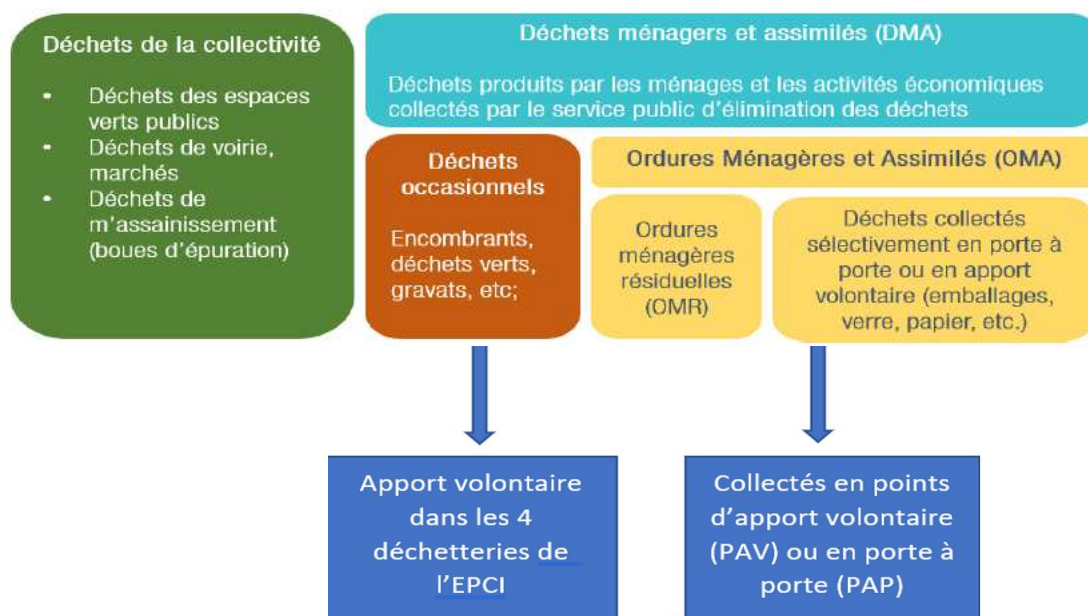 Déchets de la collectivité
• Déchets des espaces
verts publics
• Déchets de voirie,
marchés
• Déchets de
m’assainissement
(boues d’épuration)
Déchets ménagers et assimilés (DMA)
Déchets produits par les ménages et les activités économiques
collectés par le service public d’élimination des déchets
Déchets
occasionnels
Encombrants,
déchets verts,
gravats, etc;
Ordures Ménagères et Assimilés (OMA)
Ordures
ménagères
résiduelles
(OMR)
Déchets collectés
sélectivement en porte à
porte ou en apport
volontaire (emballages,
verre, papier, etc.)
Apport volontaire
dans les 4
déchetteries de
l’EPCI
Collectés en points
d’apport volontaire
(PAV) ou en porte à
porte (PAP)